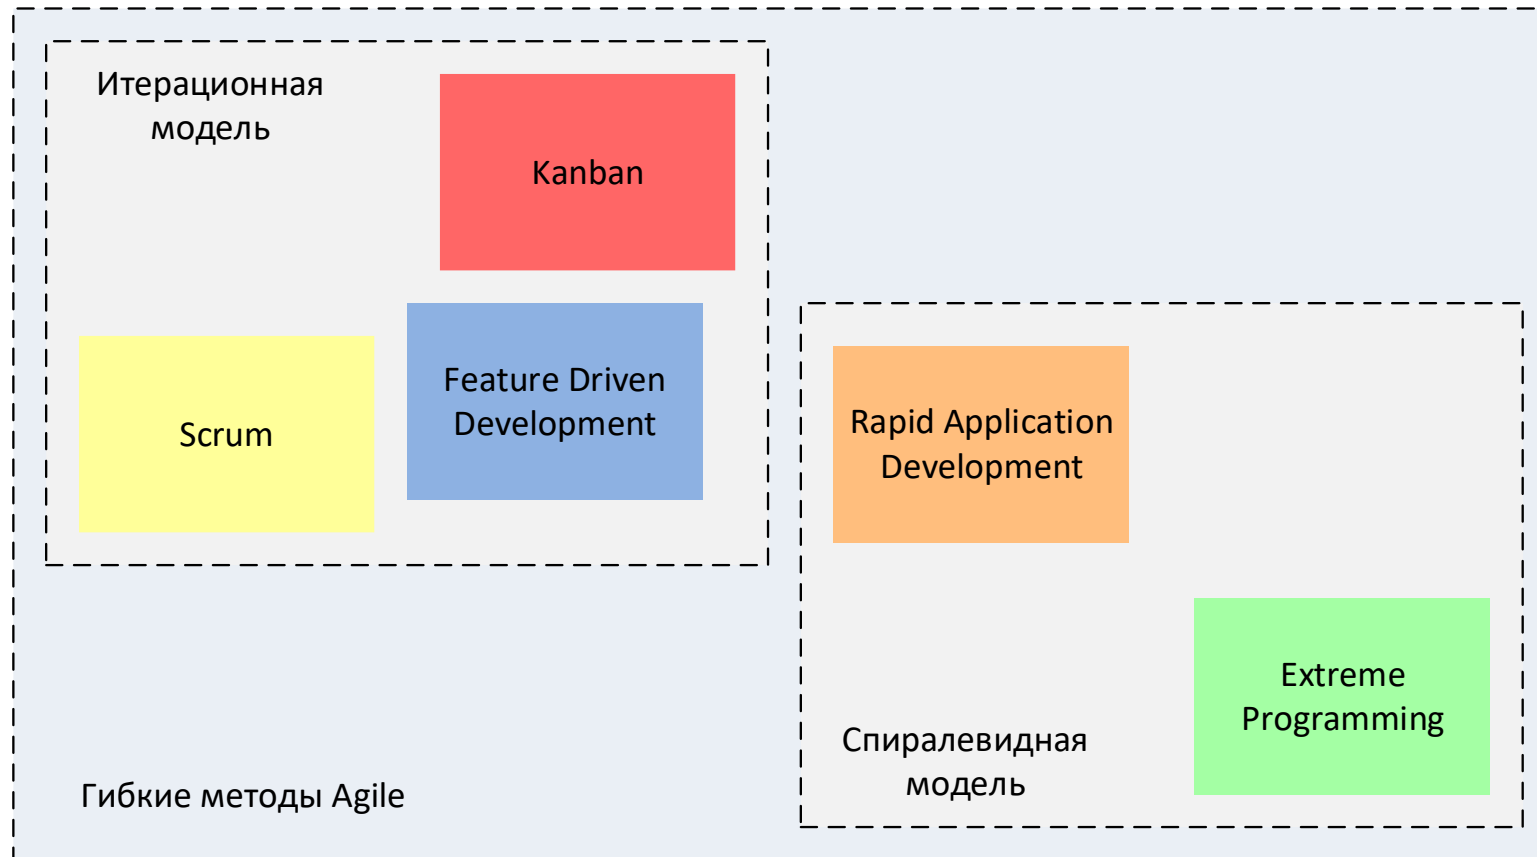 Итерационная
модель
Kanban
Feature Driven
Development
Scrum
Rapid Application
Development
Extreme
Programming
Спиралевидная
модель
Гибкие методы Agile